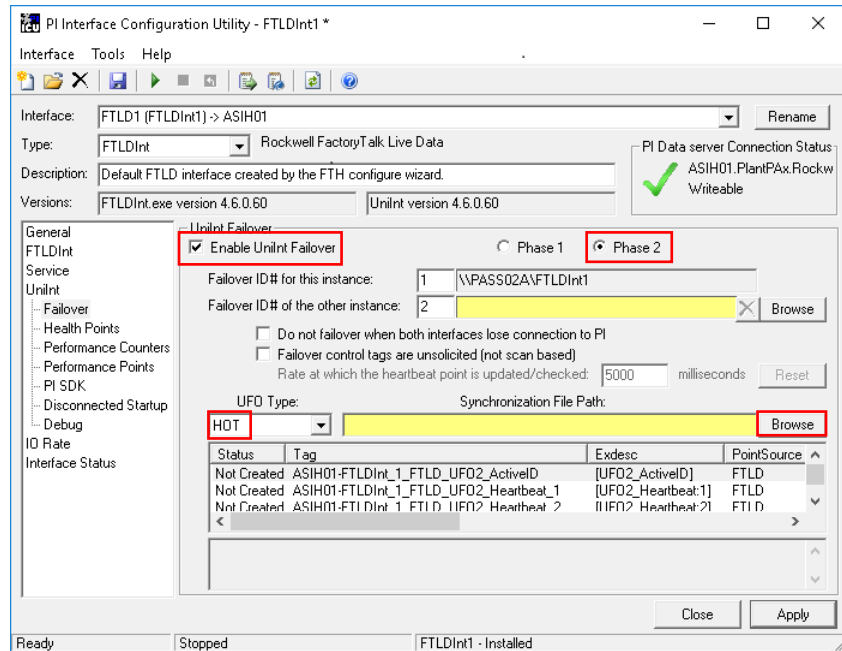 PI Interface Configuration Utility - FTLDInt1 *
Interface Tools Help
Interface: FTLD1 (FTLDInt1) -> ASIH01 Rename
Type: FTLDInt Rockwell FactoryTalk Live Data
PI Data server Connection Status
ASIH01.PlantPAx.Rockw
Writeable
Description: Default FTLD interface created by the FTH configure wizard.
Versions: FTLDInt.exe version 4.6.0.60 UniInt version 4.6.0.60
General
FTLDInt
Service
UniInt
Failover
Health Points
Performance Counters
Performance Points
PI SDK
Disconnected Startup
Debug
IO Rate
Interface Status
UniInt Failover
Enable UniInt Failover Phase 1 Phase 2
Failover ID# for this instance: 1 \\PASS02A\FTLDInt1
Failover ID# of the other instance: 2 Browse
Do not failover when both interfaces lose connection to PI
Failover control tags are unsolicited (not scan based)
Rate at which the heartbeat point is updated/checked: 5000 milliseconds Reset
UFO Type: Synchronization File Path:
HOT Browse
Status Tag Exdesc PointSource
Not Created ASIH01-FTLDInt_1_FTLD_UFO2_ActiveID [UFO2_ActiveID] FTLD
Not Created ASIH01-FTLDInt_1_FTLD_UFO2_Heartbeat_1 [UFO2_Heartbeat:1] FTLD
Not Created ASIH01-FTLDInt_1_FTLD_UFO2_Heartbeat_2 [UFO2_Heartbeat:2] FTLD
Close Apply
Ready Stopped FTLDInt1 - Installed